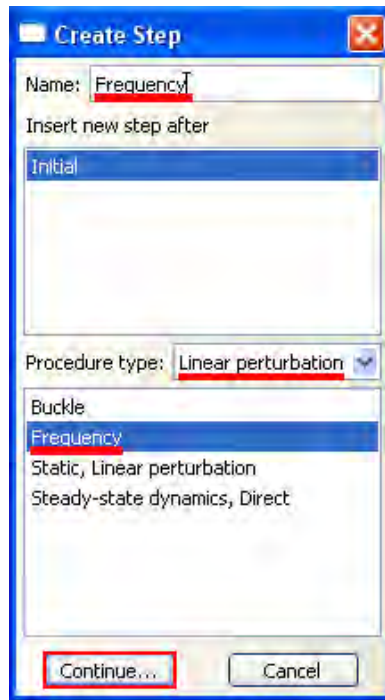 Create Step
Name: Frequency
Insert new step after
Initial
Procedure type: Linear perturbation
Buckle
Frequency
Static, Linear perturbation
Steady-state dynamics, Direct
Continue... Cancel